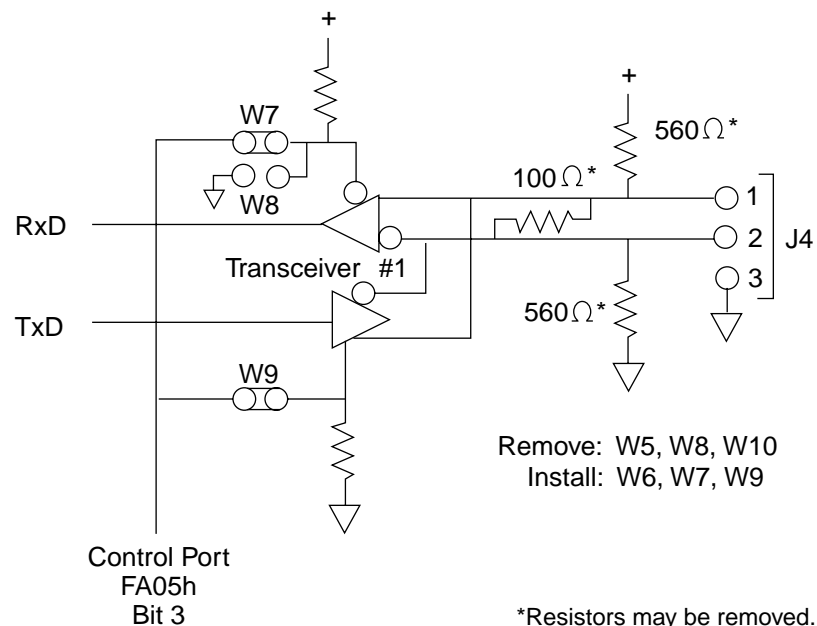 +
+
W7
560Ω*
100Ω*
W8
1
RxD
2
J4
Transceiver #1
3
560Ω*
TxD
W9
Remove: W5, W8, W10
Install: W6, W7, W9
Control Port
FA05h
Bit 3
*Resistors may be removed.